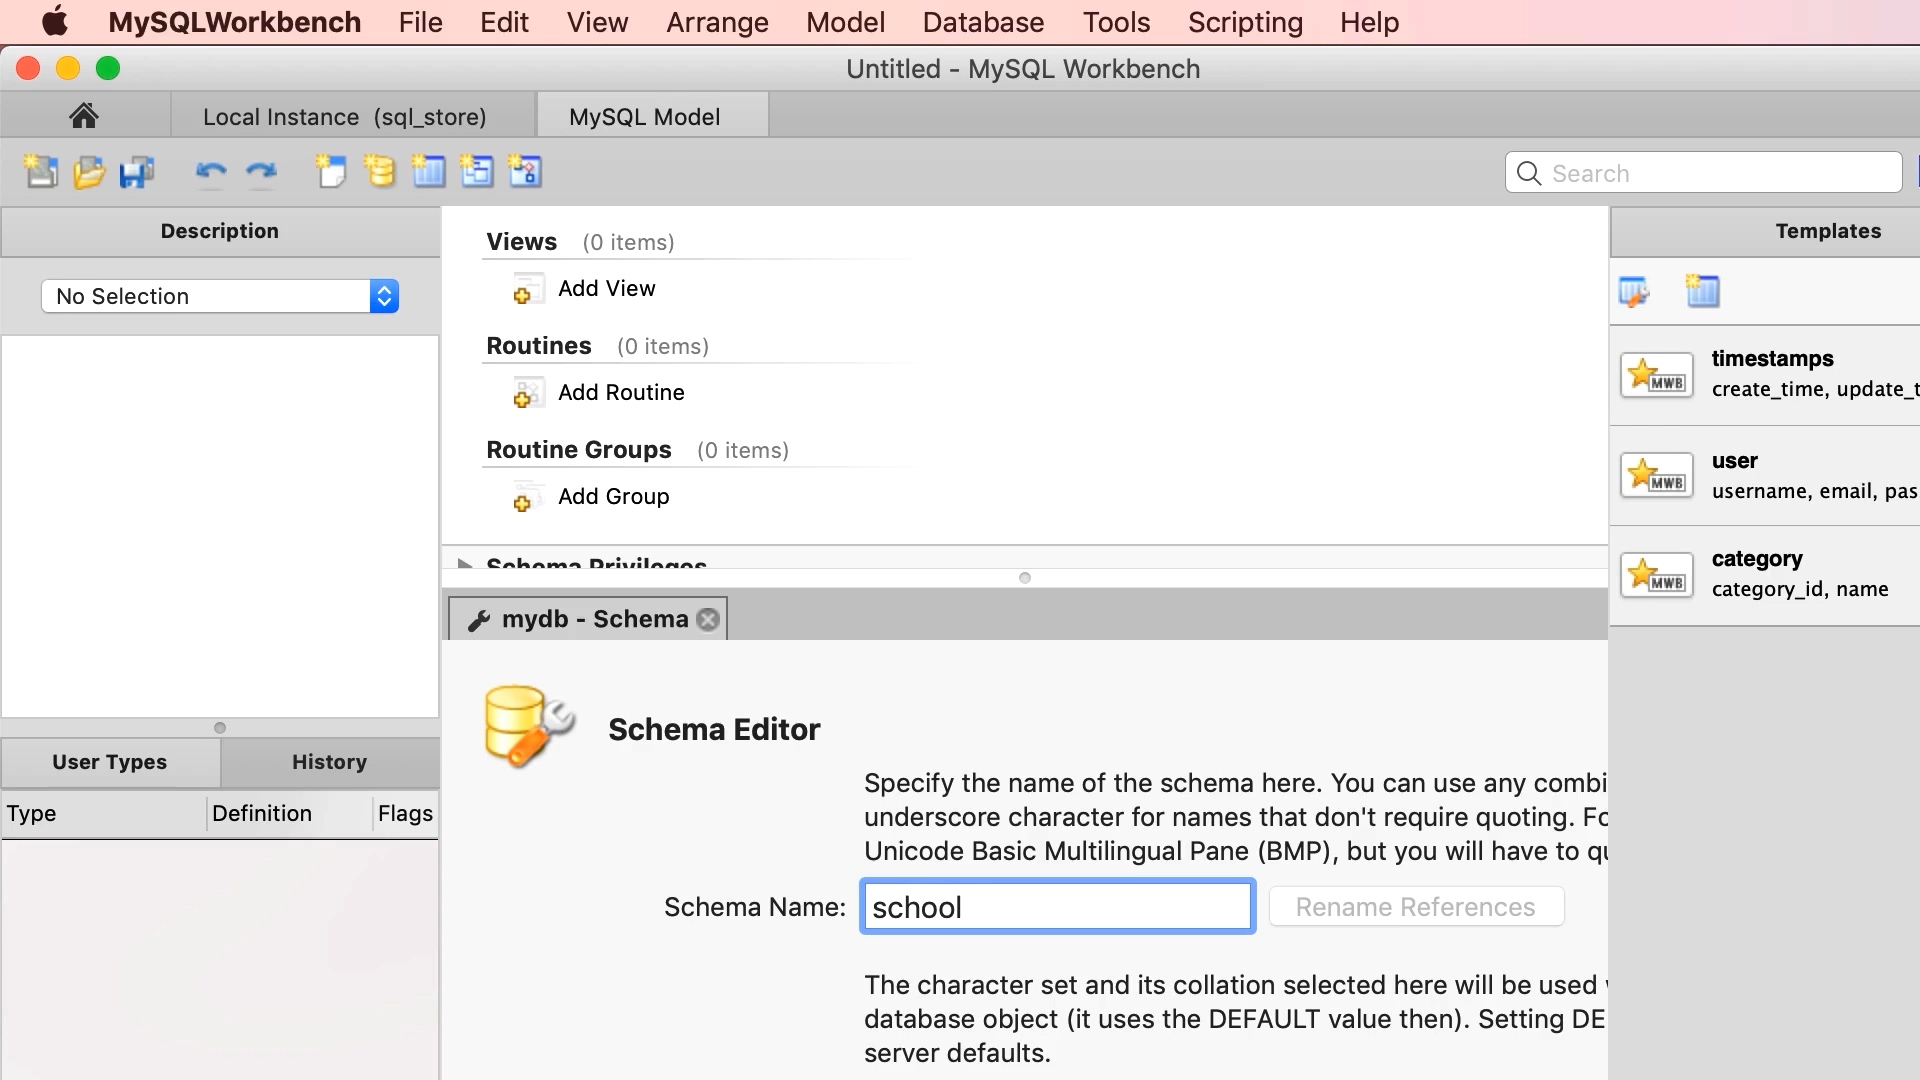 MySQLWorkbench File Edit View Arrange Model Database Tools Scripting Help
Untitled - MySQL Workbench
Local Instance (sql_store) MySQL Model
Search
Description
No Selection
Views (0 items)
Add View
Routines (0 items)
Add Routine
Routine Groups (0 items)
Add Group
Schema Privileges
Templates
timestamps
create_time, update_t
user
username, email, pas
category
category_id, name
MWB
MWB
MWB
User Types History
Type Definition Flags
mydb - Schema
Schema Editor
Specify the name of the schema here. You can use any combi
underscore character for names that don't require quoting. Fo
Unicode Basic Multilingual Pane (BMP), but you will have to qu
Schema Name: school Rename References
The character set and its collation selected here will be used
database object (it uses the DEFAULT value then). Setting DE
server defaults.